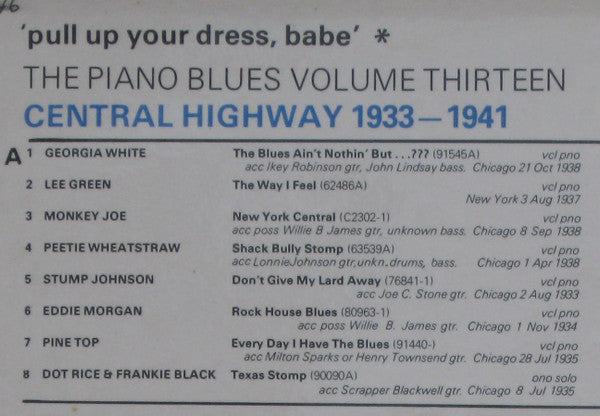 46
'pull up your dress, babe' *
THE PIANO BLUES VOLUME THIRTEEN
CENTRAL HIGHWAY 1933–1941
A 1 GEORGIA WHITE The Blues Ain't Nothin' But...??? (91545A) vcl pno
acc Ikey Robinson gtr, John Lindsay bass. Chicago 21 Oct 1938
2 LEE GREEN The Way I Feel (62486A) vcl pno
New York 3 Aug 1937
3 MONKEY JOE New York Central (C2302-1) vcl pno
acc poss Willie B James gtr, unknown bass. Chicago 8 Sep 1938
4 PEETIE WHEATSTRAW Shack Bully Stomp (63539A) vcl pno
acc LonnieJohnson gtr,unkn.drums, bass. Chicago 1 Apr 1938
5 STUMP JOHNSON Don't Give My Lard Away (76841-1) vcl pno
acc Joe C. Stone gtr. Chicago 2 Aug 1933
6 EDDIE MORGAN Rock House Blues (80963-1) vcl pno
acc poss Willie B. James gtr. Chicago 1 Nov 1934
7 PINE TOP Every Day I Have The Blues (91440-) vcl pno
acc Milton Sparks or Henry Townsend gtr. Chicago 28 Jul 1935
8 DOT RICE & FRANKIE BLACK Texas Stomp (90090A) pno solo
acc Scrapper Blackwell gtr. Chicago 8 Jul 1935